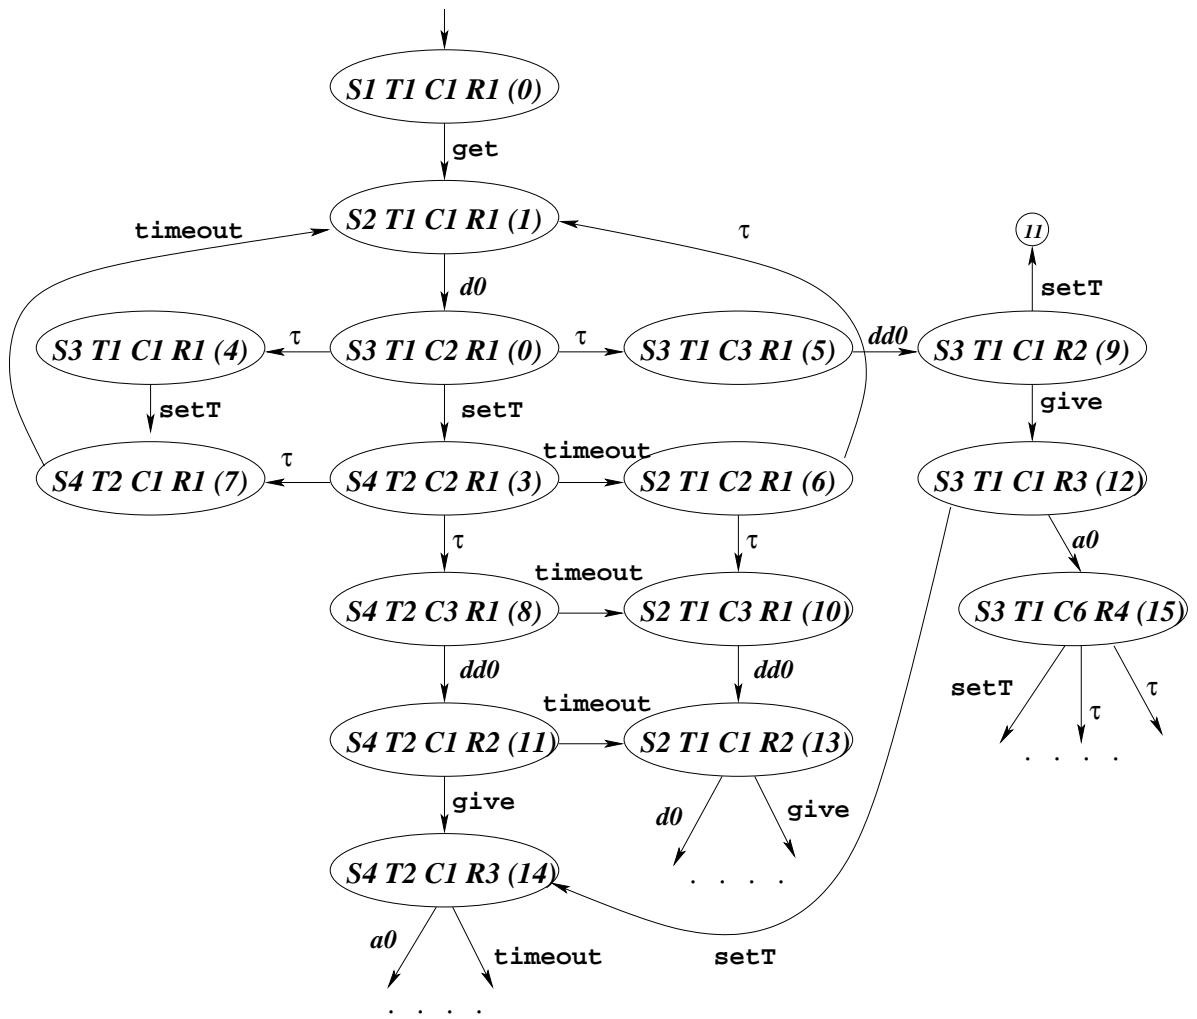 S1 T1 C1 R1 (0)
get
S2 T1 C1 R1 (1)
timeout
τ
11
d0
setT
S3 T1 C1 R1 (4)
τ
S3 T1 C2 R1 (0)
τ
S3 T1 C3 R1 (5)
dd0
S3 T1 C1 R2 (9)
setT
setT
give
S4 T2 C1 R1 (7)
τ
S4 T2 C2 R1 (3)
timeout
S2 T1 C2 R1 (6)
S3 T1 C1 R3 (12)
τ
τ
a0
S4 T2 C3 R1 (8)
timeout
S2 T1 C3 R1 (10)
S3 T1 C6 R4 (15)
dd0
dd0
setT
τ
τ
. . . .
S4 T2 C1 R2 (11)
timeout
S2 T1 C1 R2 (13)
give
d0
give
. . . .
S4 T2 C1 R3 (14)
a0
timeout
setT
. . . .